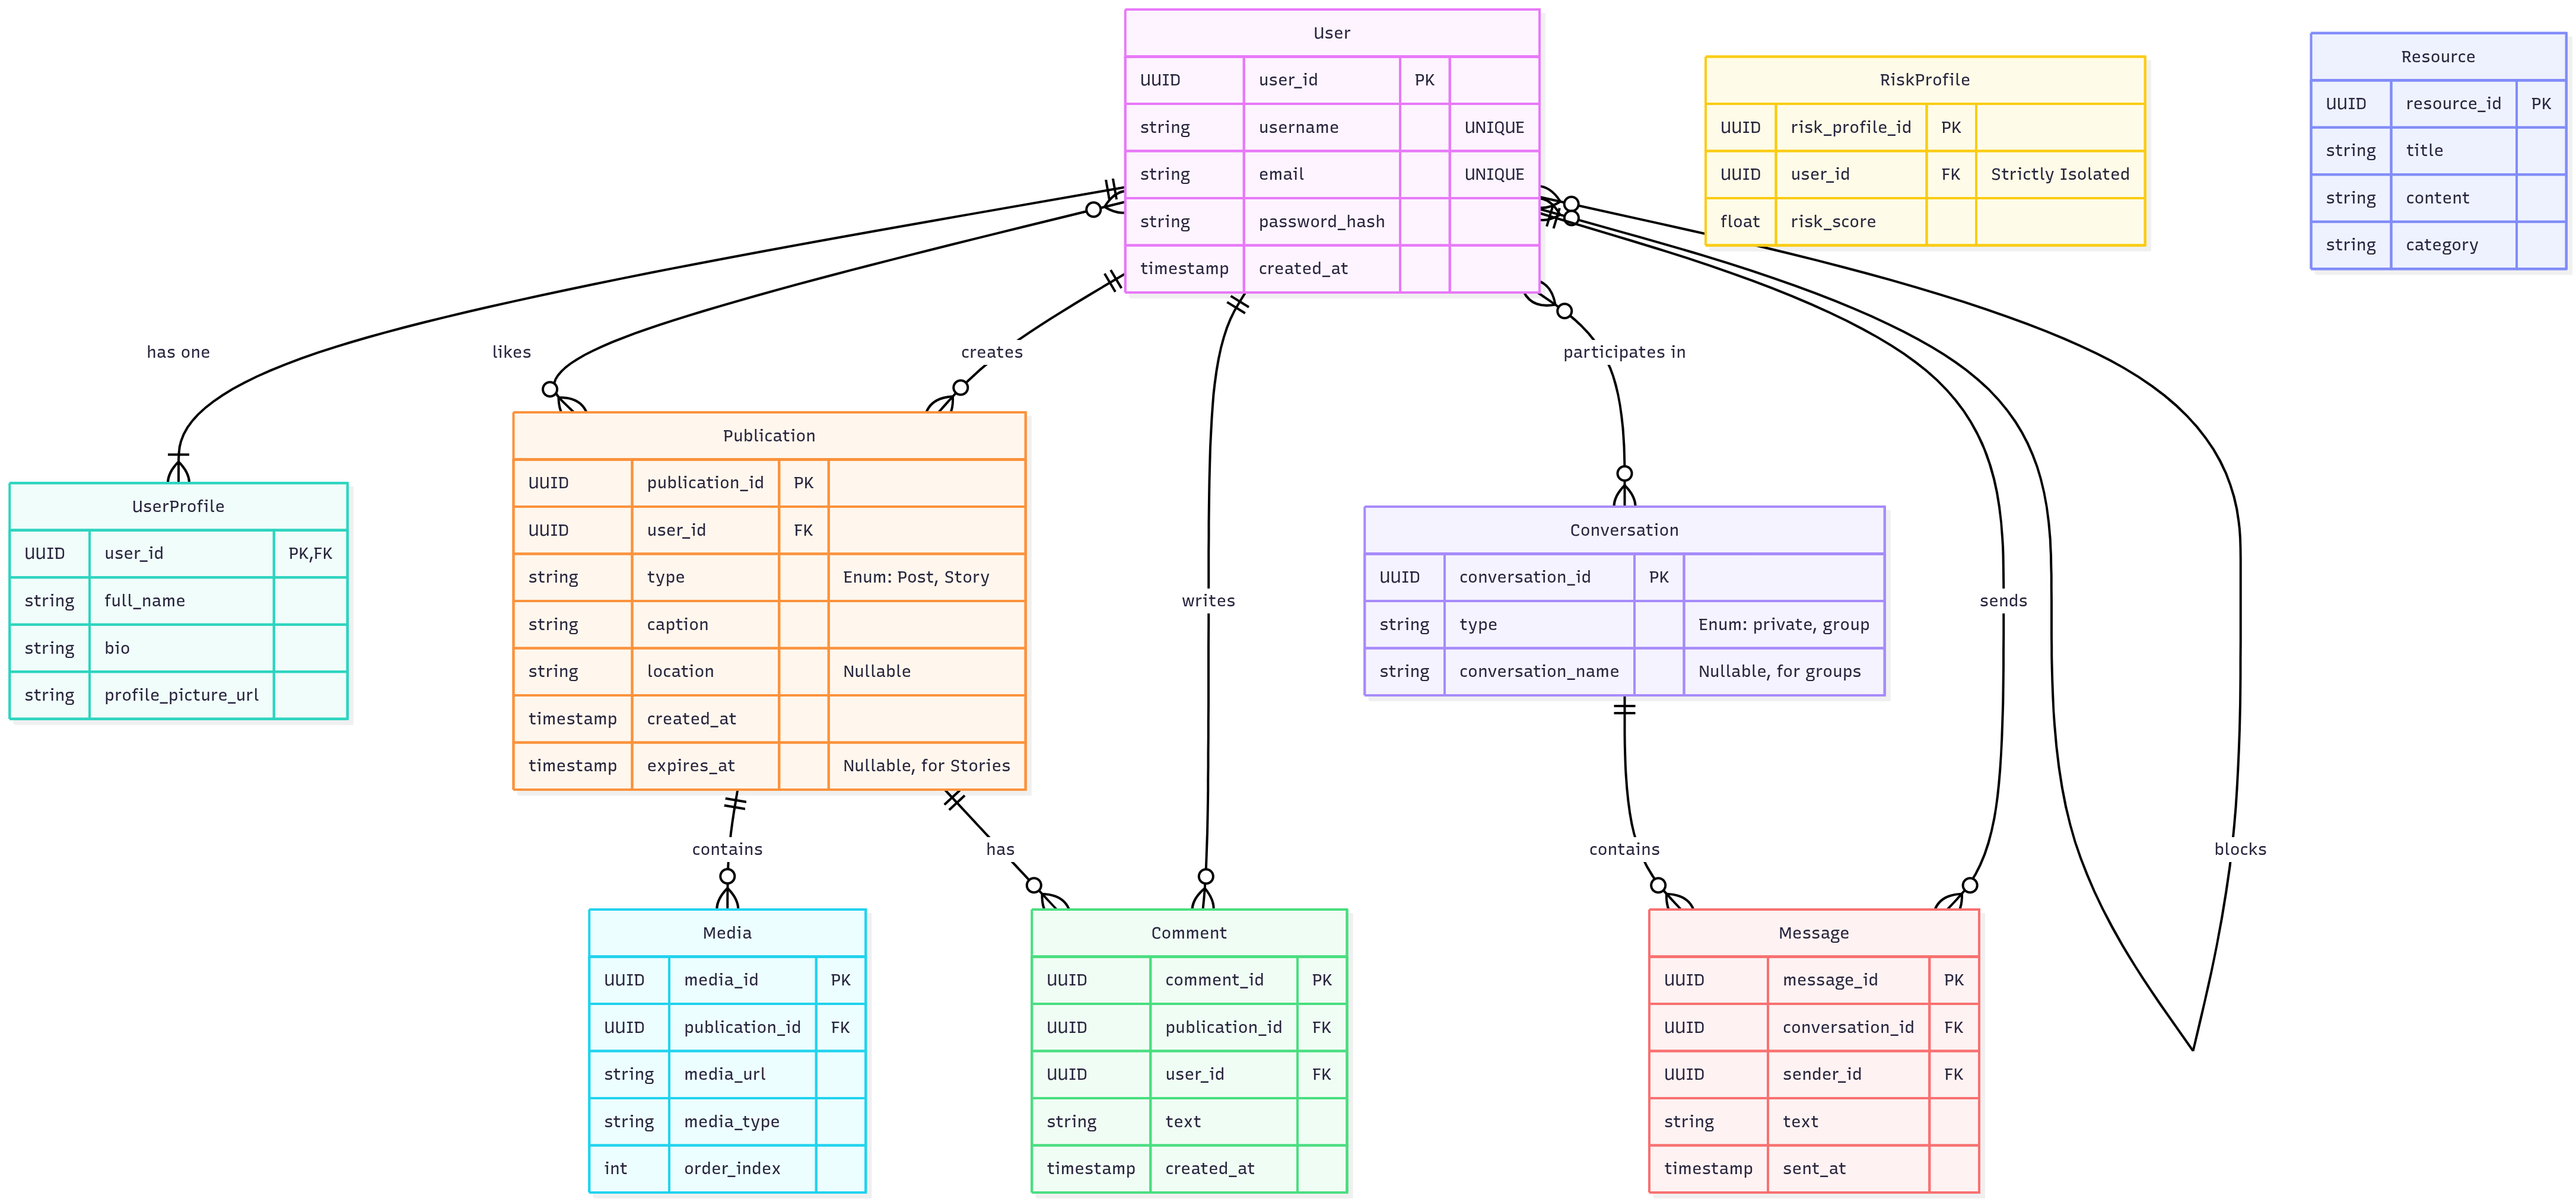 User
UUID user_id PK
string username UNIQUE
string email UNIQUE
string password_hash
timestamp created_at
RiskProfile
UUID risk_profile_id PK
UUID user_id FK Strictly Isolated
float risk_score
Resource
UUID resource_id PK
string title
string content
string category
has one
likes
creates
participates in
UserProfile
UUID user_id PK,FK
string full_name
string bio
string profile_picture_url
Publication
UUID publication_id PK
UUID user_id FK
string type Enum: Post, Story
string caption
string location Nullable
timestamp created_at
timestamp expires_at Nullable, for Stories
writes
Conversation
UUID conversation_id PK
string type Enum: private, group
string conversation_name Nullable, for groups
sends
contains
has
contains
blocks
Media
UUID media_id PK
UUID publication_id FK
string media_url
string media_type
int order_index
Comment
UUID comment_id PK
UUID publication_id FK
UUID user_id FK
string text
timestamp created_at
Message
UUID message_id PK
UUID conversation_id FK
UUID sender_id FK
string text
timestamp sent_at